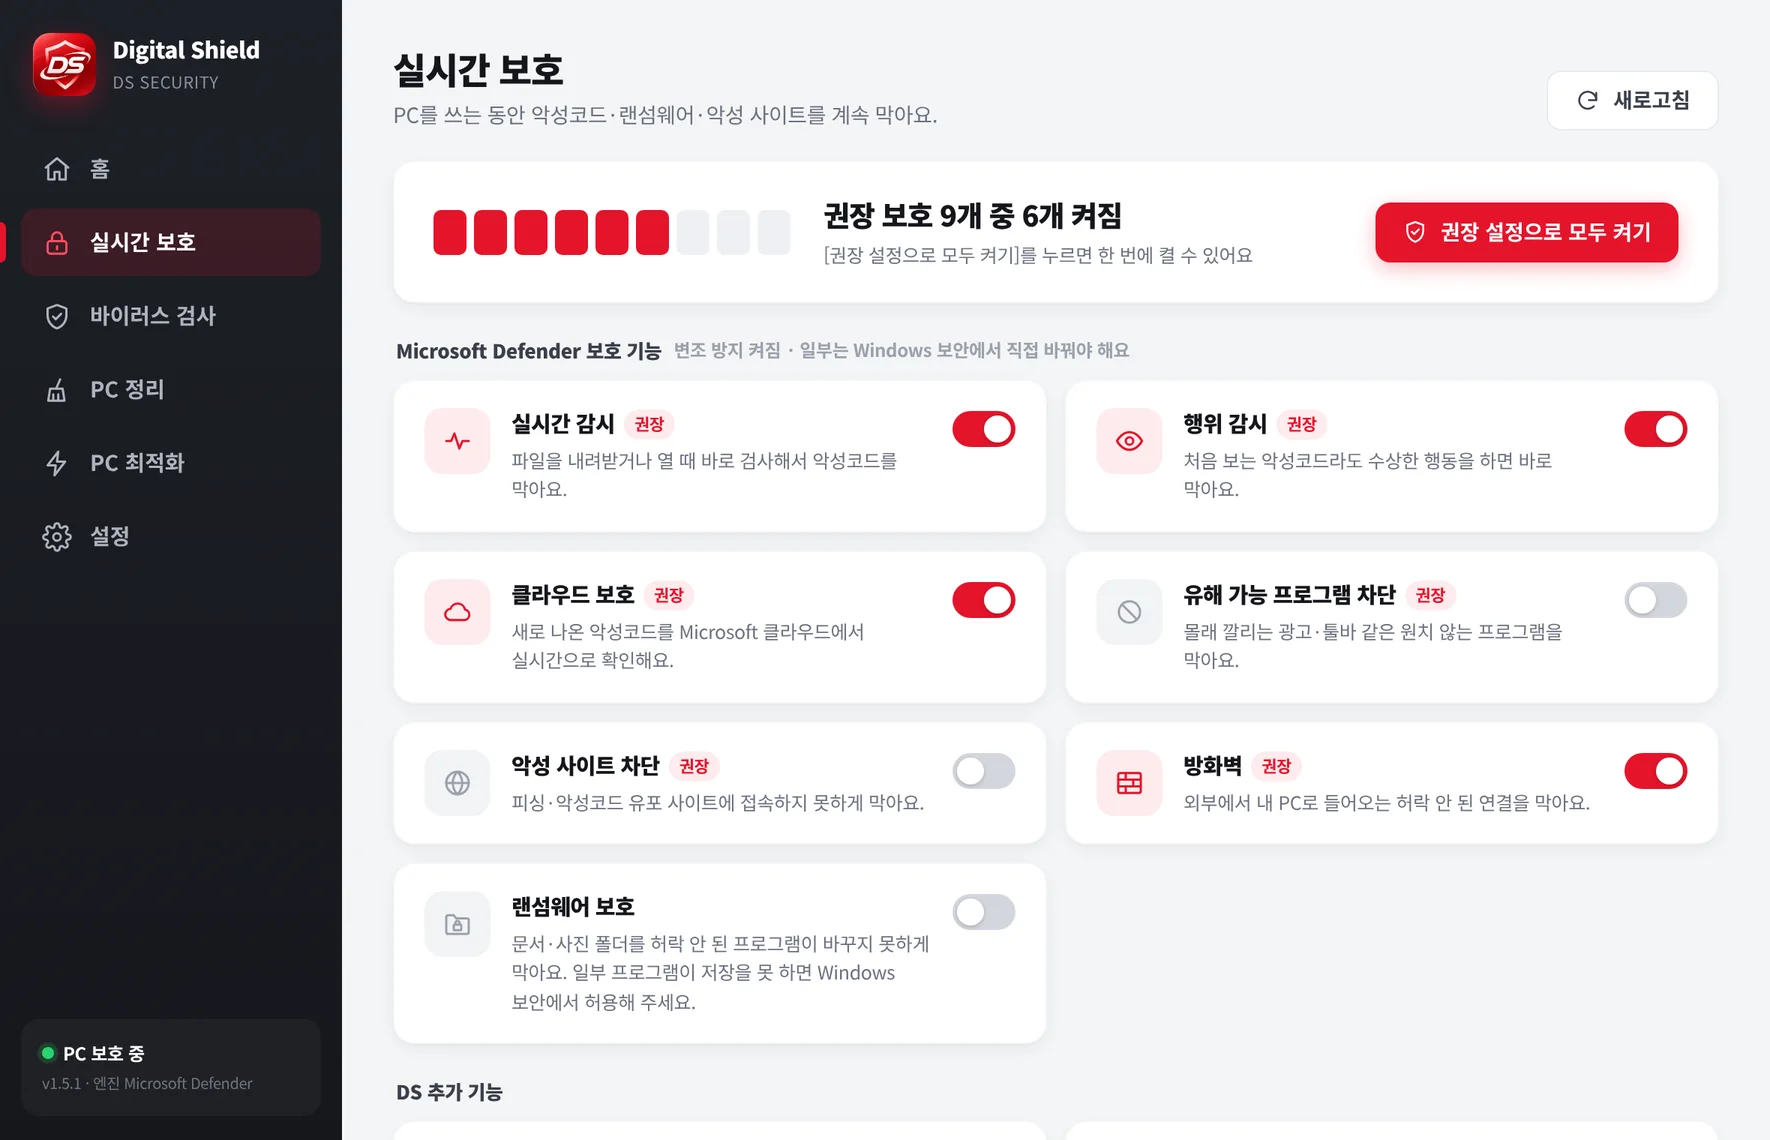 DS
Digital Shield
DS SECURITY
홈
실시간 보호
바이러스 검사
PC 정리
PC 최적화
설정
PC 보호 중
v1.5.1 · 엔진 Microsoft Defender
실시간 보호
PC를 쓰는 동안 악성코드·랜섬웨어·악성 사이트를 계속 막아요.
새로고침
권장 보호 9개 중 6개 켜짐
[권장 설정으로 모두 켜기]를 누르면 한 번에 켤 수 있어요
권장 설정으로 모두 켜기
Microsoft Defender 보호 기능 변조 방지 켜짐 · 일부는 Windows 보안에서 직접 바꿔야 해요
실시간 감시 권장
파일을 내려받거나 열 때 바로 검사해서 악성코드를
막아요.
행위 감시 권장
처음 보는 악성코드라도 수상한 행동을 하면 바로
막아요.
클라우드 보호 권장
새로 나온 악성코드를 Microsoft 클라우드에서
실시간으로 확인해요.
유해 가능 프로그램 차단 권장
몰래 깔리는 광고·툴바 같은 원치 않는 프로그램을
막아요.
악성 사이트 차단 권장
피싱·악성코드 유포 사이트에 접속하지 못하게 막아요.
방화벽 권장
외부에서 내 PC로 들어오는 허락 안 된 연결을 막아요.
랜섬웨어 보호
문서·사진 폴더를 허락 안 된 프로그램이 바꾸지 못하게
막아요. 일부 프로그램이 저장을 못 하면 Windows
보안에서 허용해 주세요.
DS 추가 기능